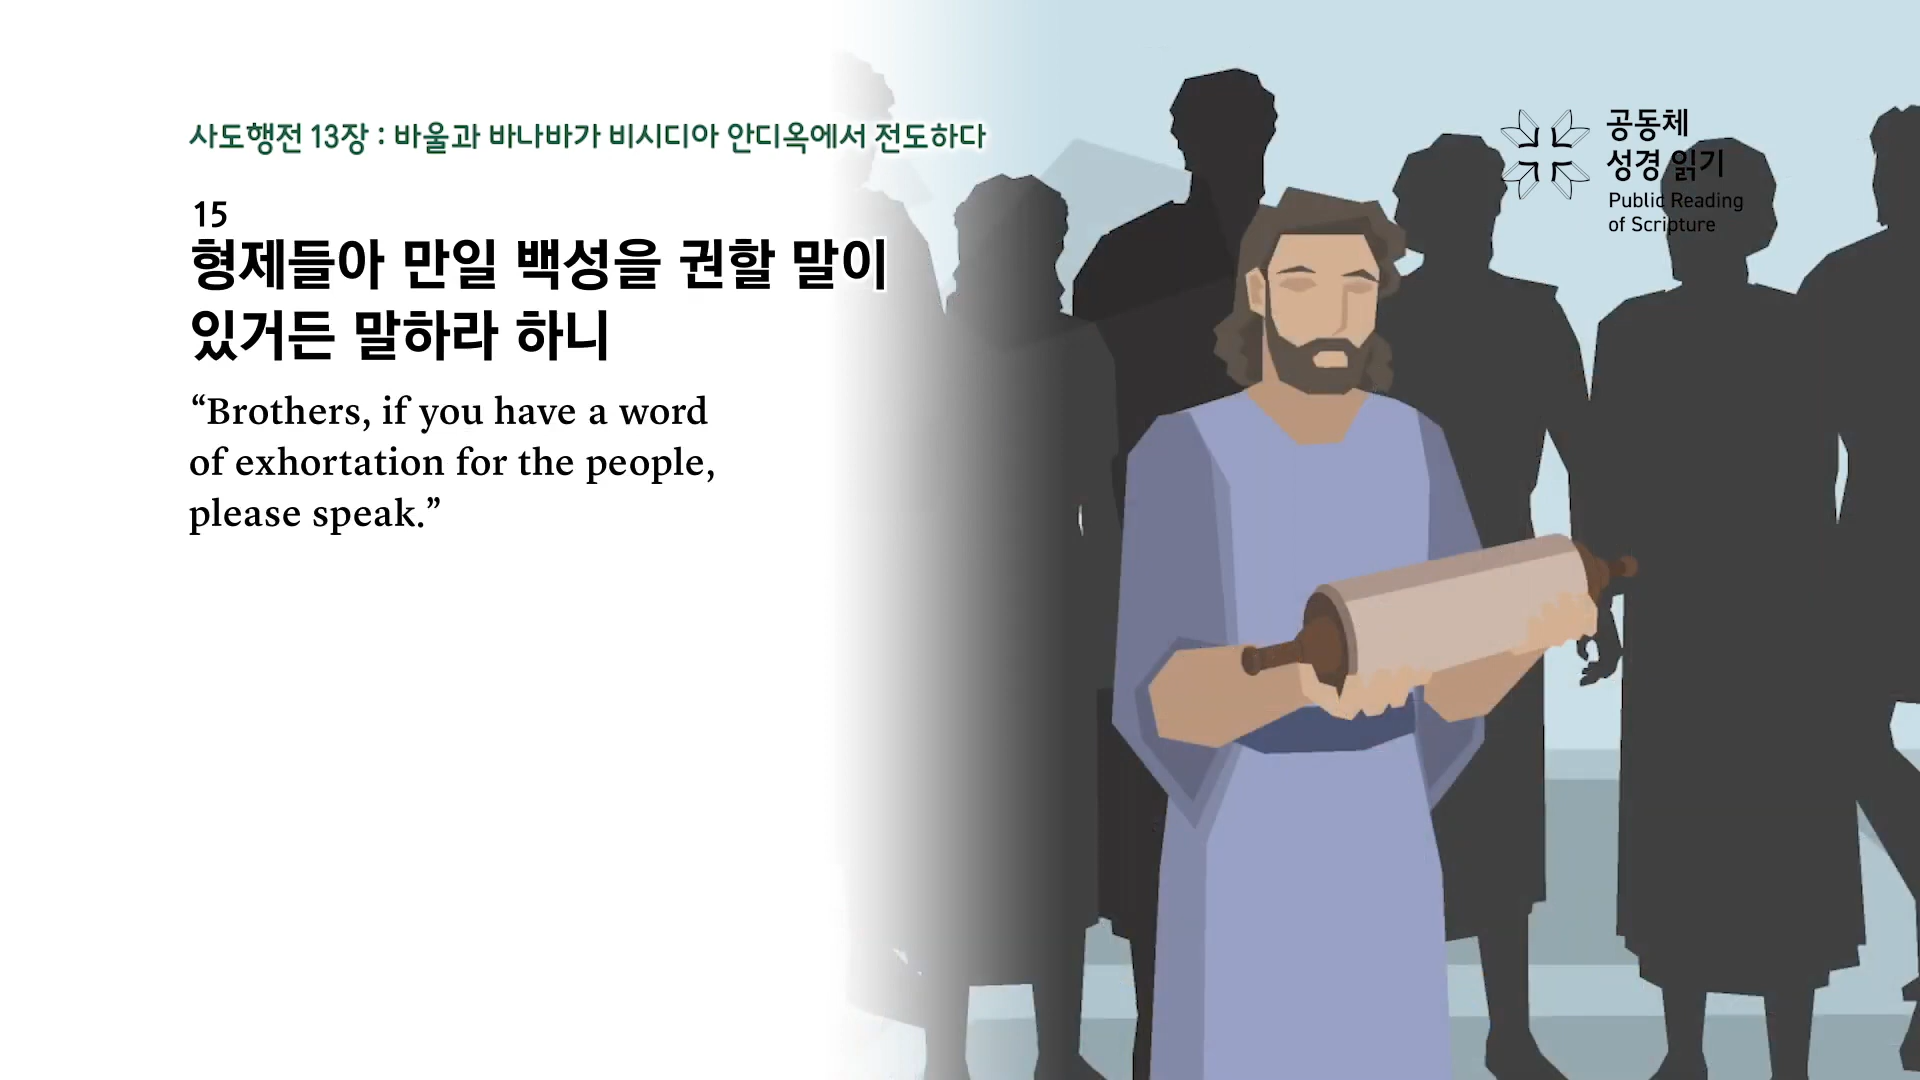 사도행전 13장 : 바울과 바나바가 비시디아 안디옥에서 전도하다
15
형제들아 만일 백성을 권할 말이
있거든 말하라 하니
“Brothers, if you have a word
of exhortation for the people,
please speak.”
공동체
성경 읽기
Public Reading
of Scripture